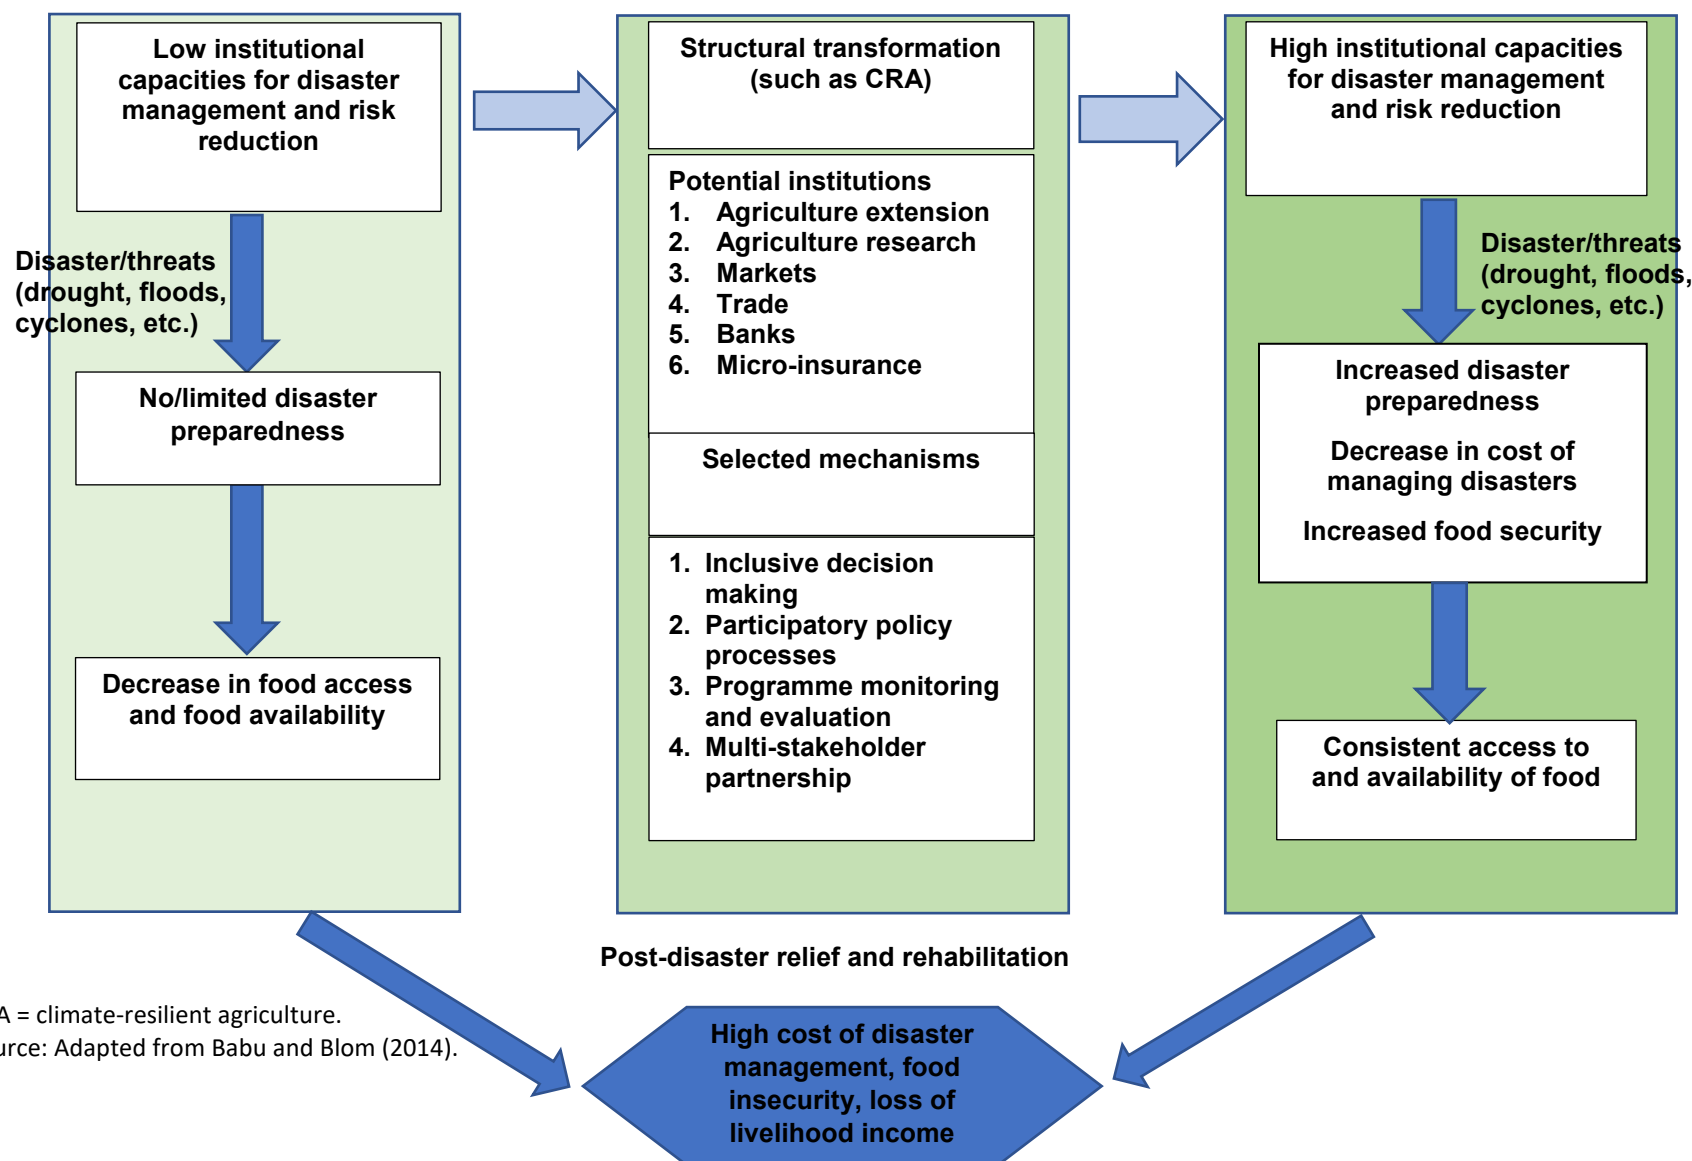 Low institutional
capacities for disaster
management and risk
reduction
Disaster/threats
(drought, floods,
cyclones, etc.)
No/limited disaster
preparedness
Decrease in food access
and food availability
Structural transformation
(such as CRA)
Potential institutions
1. Agriculture extension
2. Agriculture research
3. Markets
4. Trade
5. Banks
6. Micro-insurance
Selected mechanisms
1. Inclusive decision
making
2. Participatory policy
processes
3. Programme monitoring
and evaluation
4. Multi-stakeholder
partnership
High institutional capacities
for disaster management
and risk reduction
Disaster/threats
(drought, floods,
cyclones, etc.)
Increased disaster
preparedness
Decrease in cost of
managing disasters
Increased food security
Consistent access to
and availability of food
Post-disaster relief and rehabilitation
High cost of disaster
management, food
insecurity, loss of
livelihood income
A = climate-resilient agriculture.
urce: Adapted from Babu and Blom (2014).